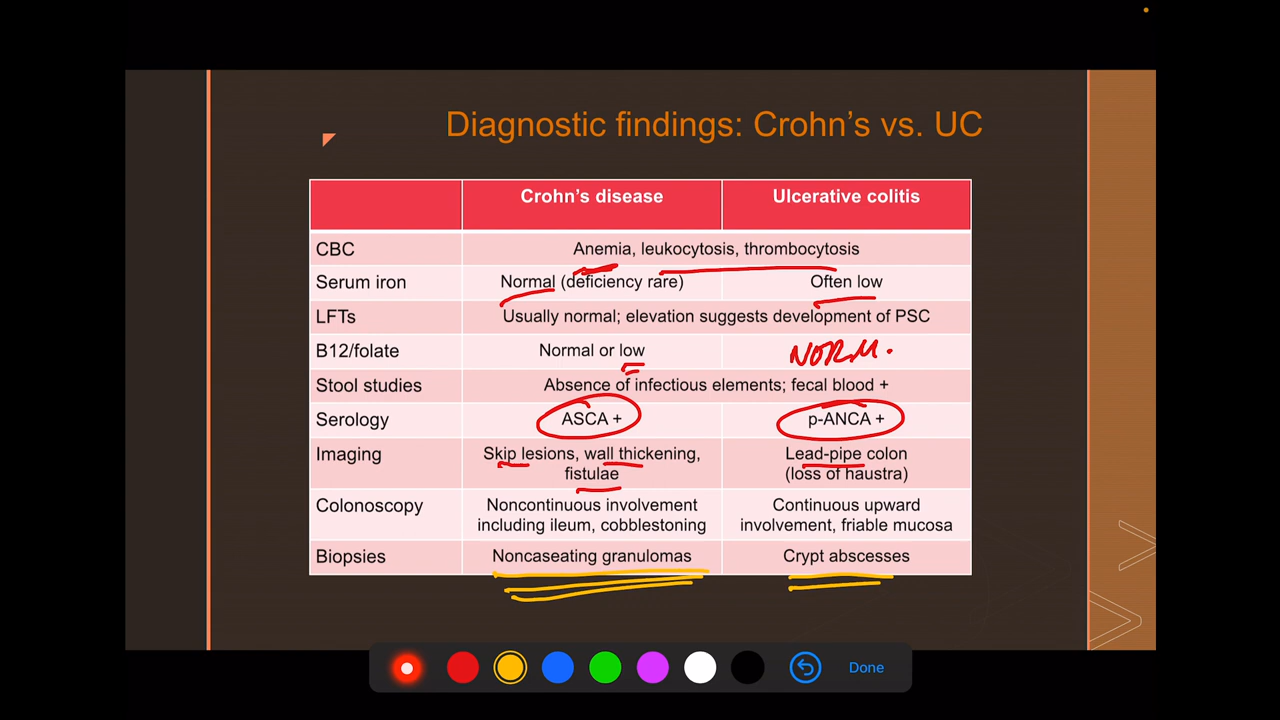 Diagnostic findings: Crohn's vs. UC
Crohn's disease Ulcerative colitis
CBC Anemia, leukocytosis, thrombocytosis
Serum iron Normal (deficiency rare) Often low
LFTs Usually normal; elevation suggests development of PSC
B12/folate Normal or low NORM.
Stool studies Absence of infectious elements; fecal blood +
Serology ASCA + p-ANCA +
Imaging Skip lesions, wall thickening, Lead-pipe colon
fistulae (loss of haustra)
Colonoscopy Noncontinuous involvement Continuous upward
including ileum, cobblestoning involvement, friable mucosa
Biopsies Noncaseating granulomas Crypt abscesses
Done